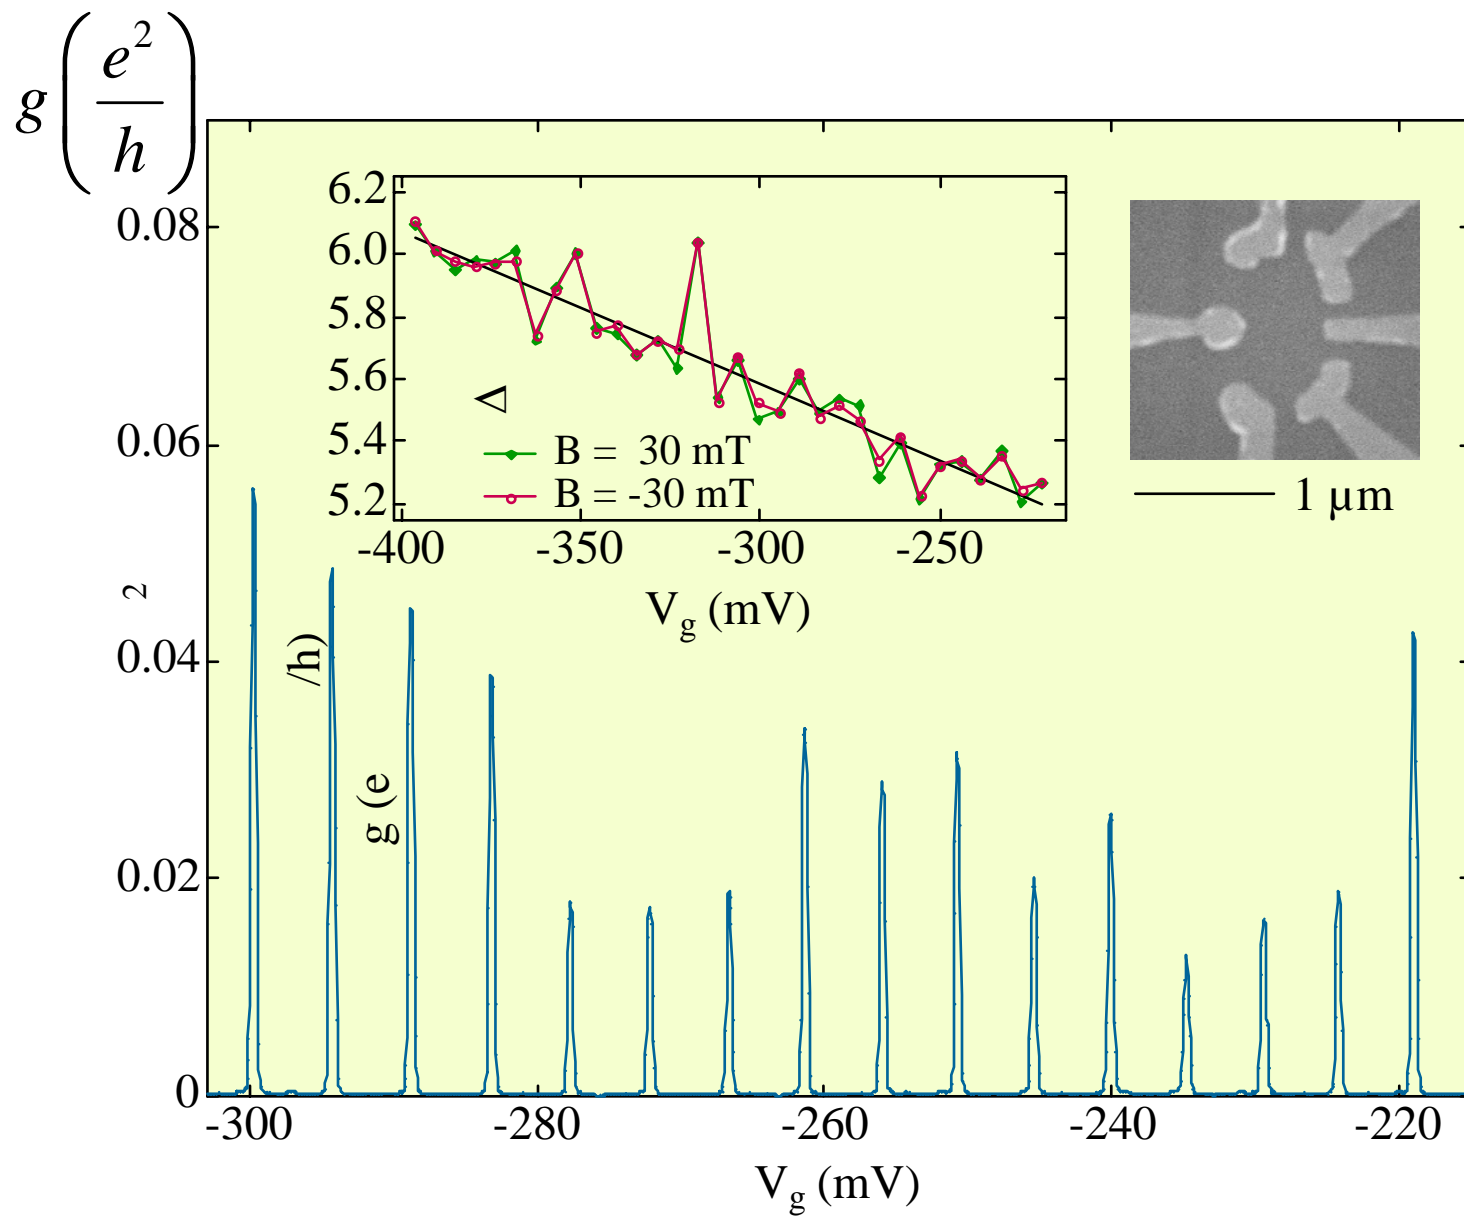 g(e²/h)
0.08
0.06
0.04
0.02
0
6.2
6.0
5.8
5.6
5.4
5.2
Δ
B = 30 mT
B = -30 mT
-400 -350 -300 -250
V_g (mV)
1 µm
2
/h)
g (e
-300 -280 -260 -240 -220
V_g (mV)